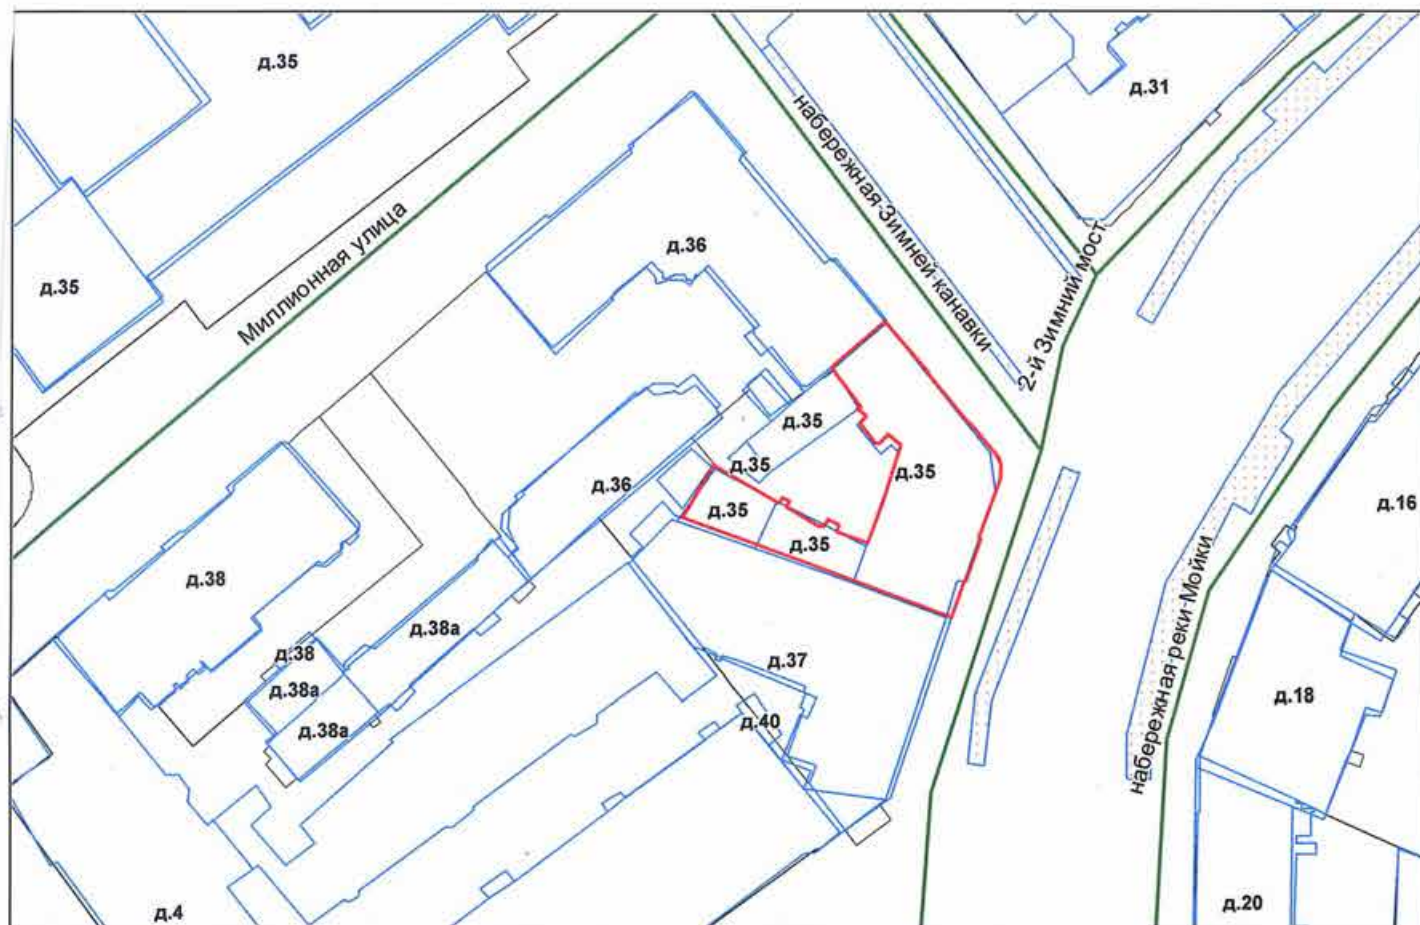 д.35
д.31
набережная Зимней канавки
Миллионная улица
д.36
2-й Зимний мост
д.35
д.35
д.35
д.35
д.36
д.35
д.35
д.16
д.38
д.38а
д.38
д.38а
д.38а
д.37
д.40
набережная реки Мойки
д.18
д.20
д.4